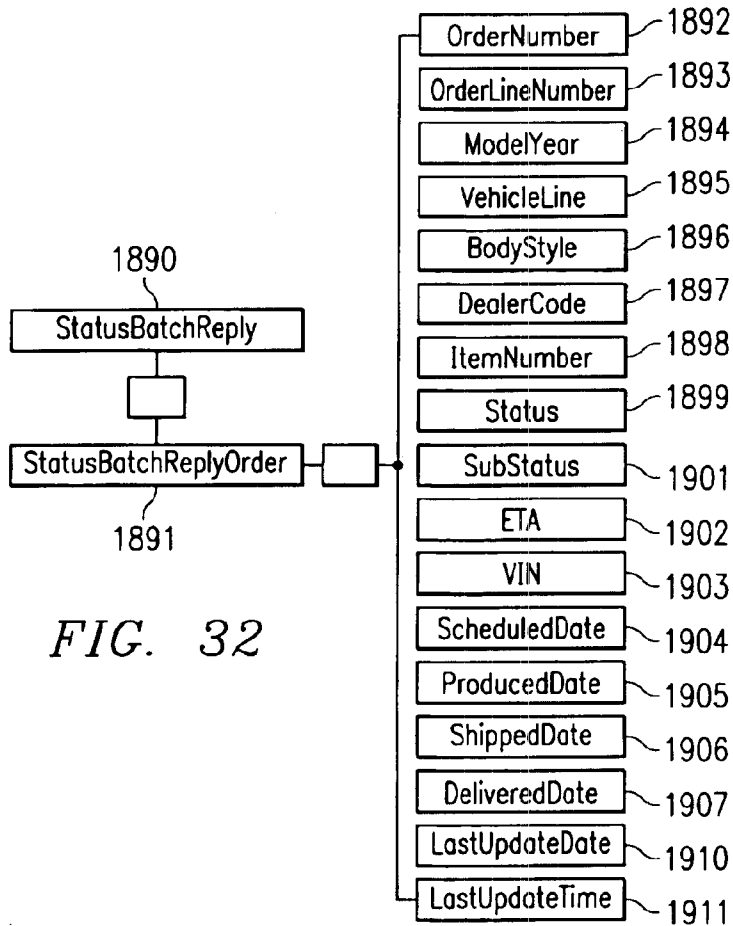 OrderNumber 1892
OrderLineNumber 1893
ModelYear 1894
VehicleLine 1895
BodyStyle 1896
DealerCode 1897
ItemNumber 1898
Status 1899
SubStatus 1901
ETA 1902
VIN 1903
ScheduledDate 1904
ProducedDate 1905
ShippedDate 1906
DeliveredDate 1907
LastUpdateDate 1910
LastUpdateTime 1911
1890
StatusBatchReply
StatusBatchReplyOrder
1891
FIG. 32